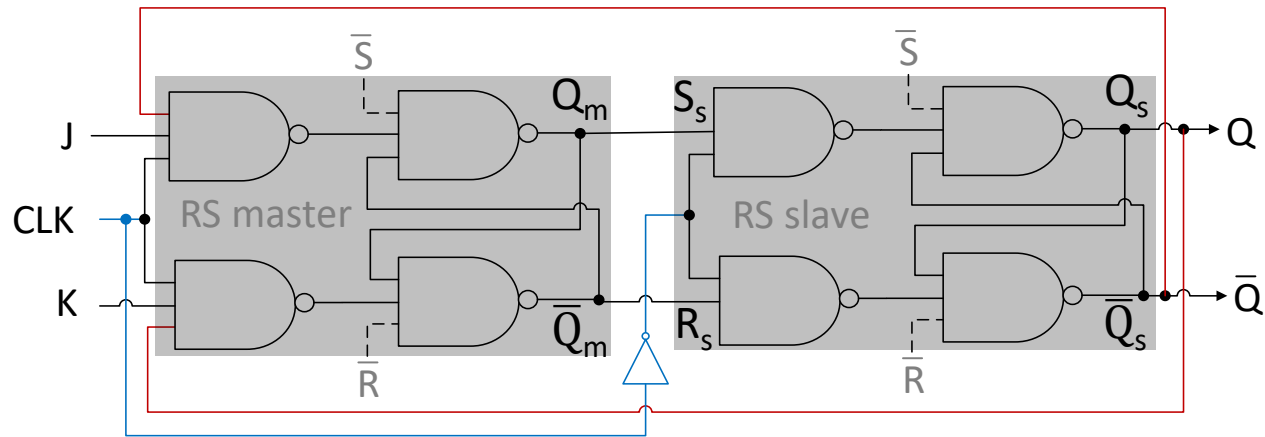 S̅
S̅
Qₘ
Sₛ
Qₛ
J
Q
CLK
RS master
RS slave
K
Q̅ₘ
Rₛ
Q̅ₛ
Q̅
R̅
R̅